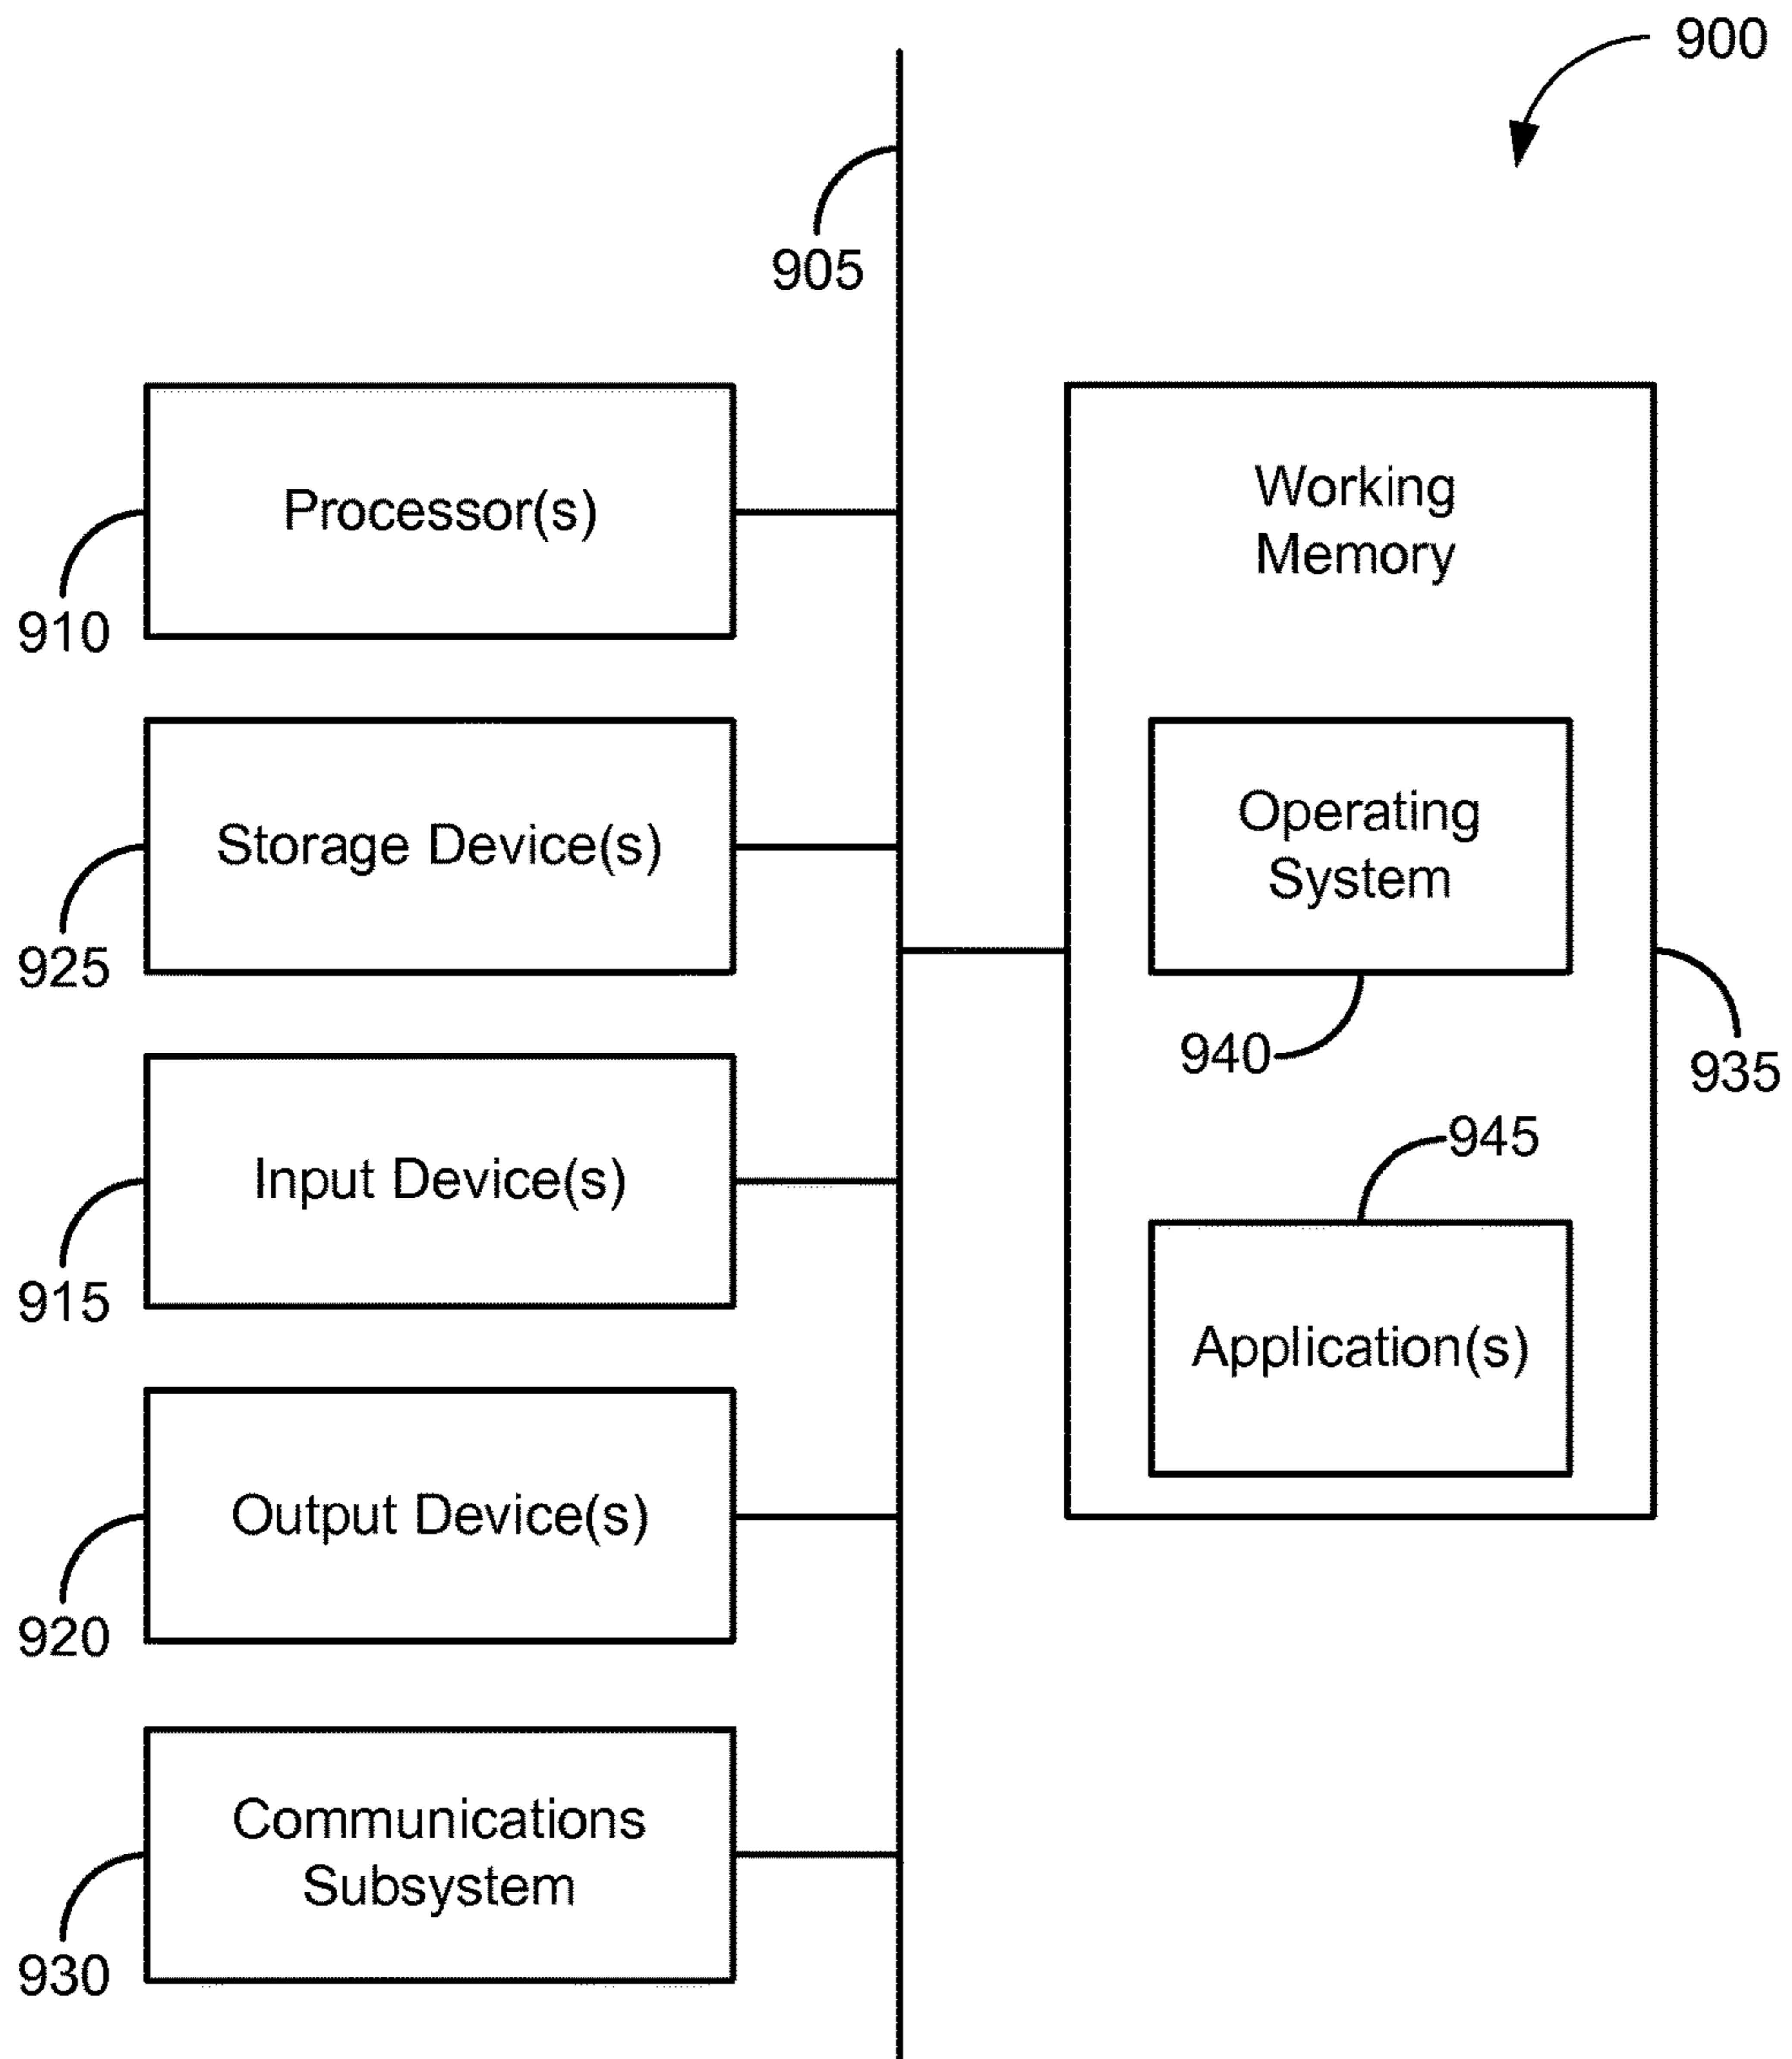 900
905
Processor(s)
910
Storage Device(s)
925
Input Device(s)
915
Output Device(s)
920
Communications
Subsystem
930
Working
Memory
Operating
System
940
935
945
Application(s)